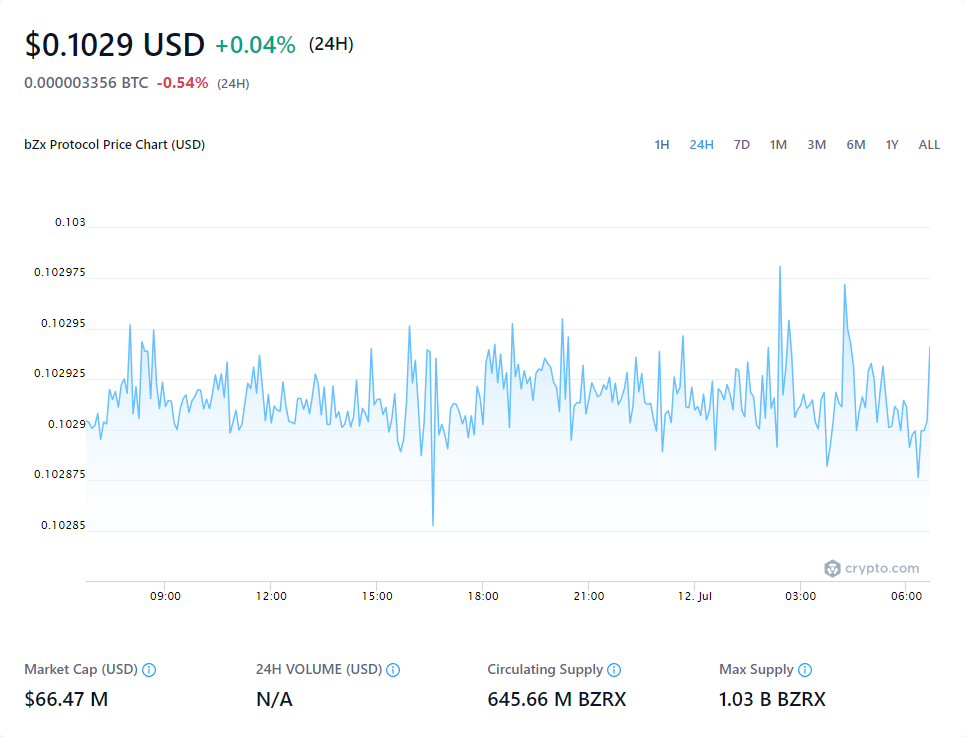 $0.1029 USD +0.04% (24H)
0.000003356 BTC -0.54% (24H)
bZx Protocol Price Chart (USD) 1H 24H 7D 1M 3M 6M 1Y ALL
0.103
0.102975
0.10295
0.102925
0.1029
0.102875
0.10285
crypto.com
09:00 12:00 15:00 18:00 21:00 12. Jul 03:00 06:00
Market Cap (USD) 24H VOLUME (USD) Circulating Supply Max Supply
$66.47 M N/A 645.66 M BZRX 1.03 B BZRX